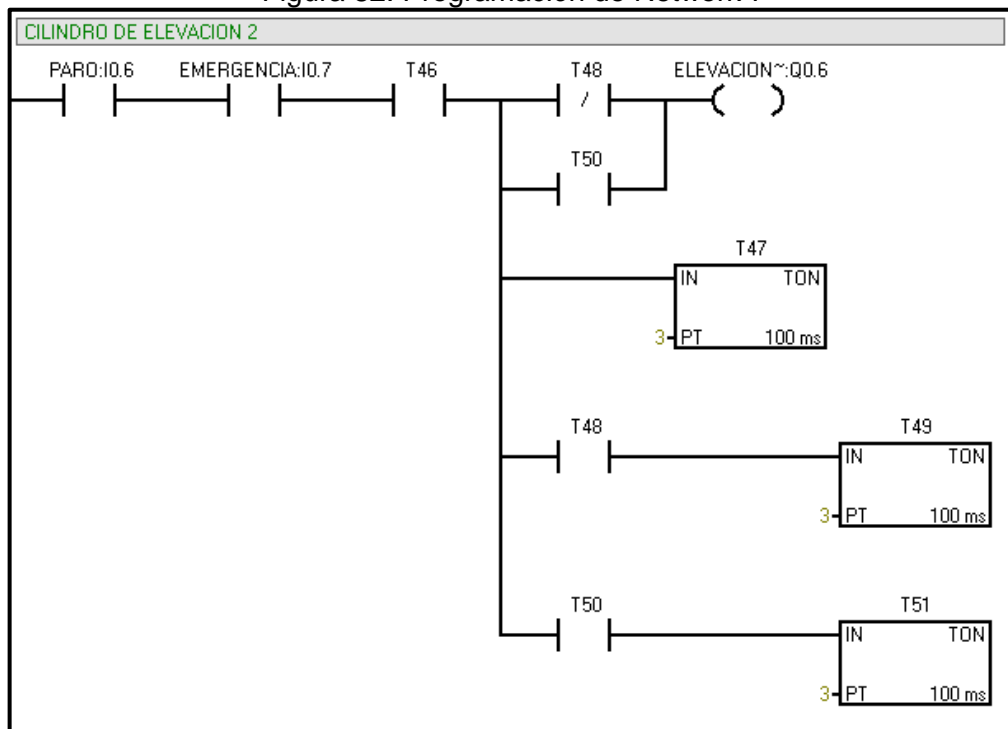 CILINDRO DE ELEVACION 2
PARO:I0.6 EMERGENCIA:I0.7 T46 T48 ELEVACION~:Q0.6
/
T50
T47
IN TON
3 PT 100 ms
T48 T49
IN TON
3 PT 100 ms
T50 T51
IN TON
3 PT 100 ms